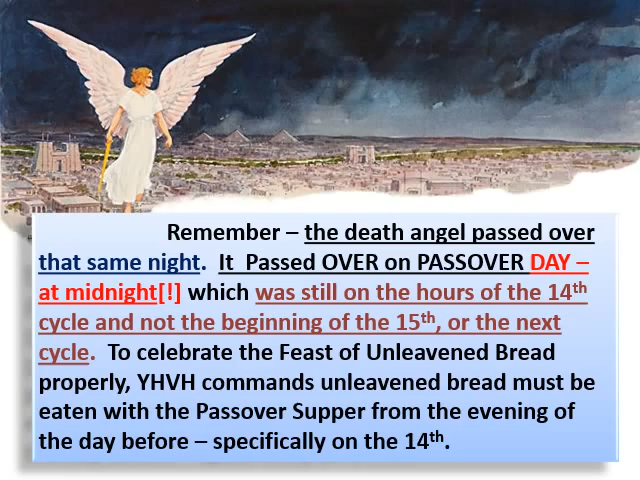 Remember – the death angel passed over
that same night.  It  Passed OVER on PASSOVER DAY –
at midnight[!] which was still on the hours of the 14th
cycle and not the beginning of the 15th, or the next
cycle.  To celebrate the Feast of Unleavened Bread
properly, YHVH commands unleavened bread must be
eaten with the Passover Supper from the evening of
the day before – specifically on the 14th.